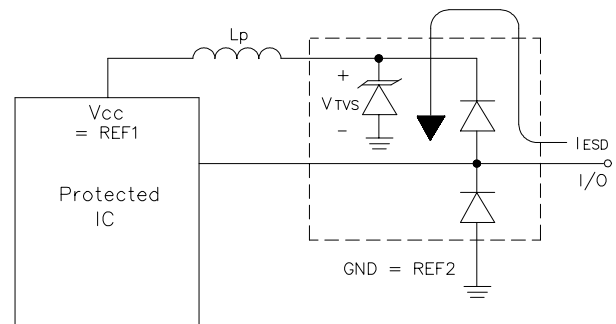 Lp
+
VTVS
-
Vcc
= REF1
Protected
IC
IESD
I/O
GND = REF2